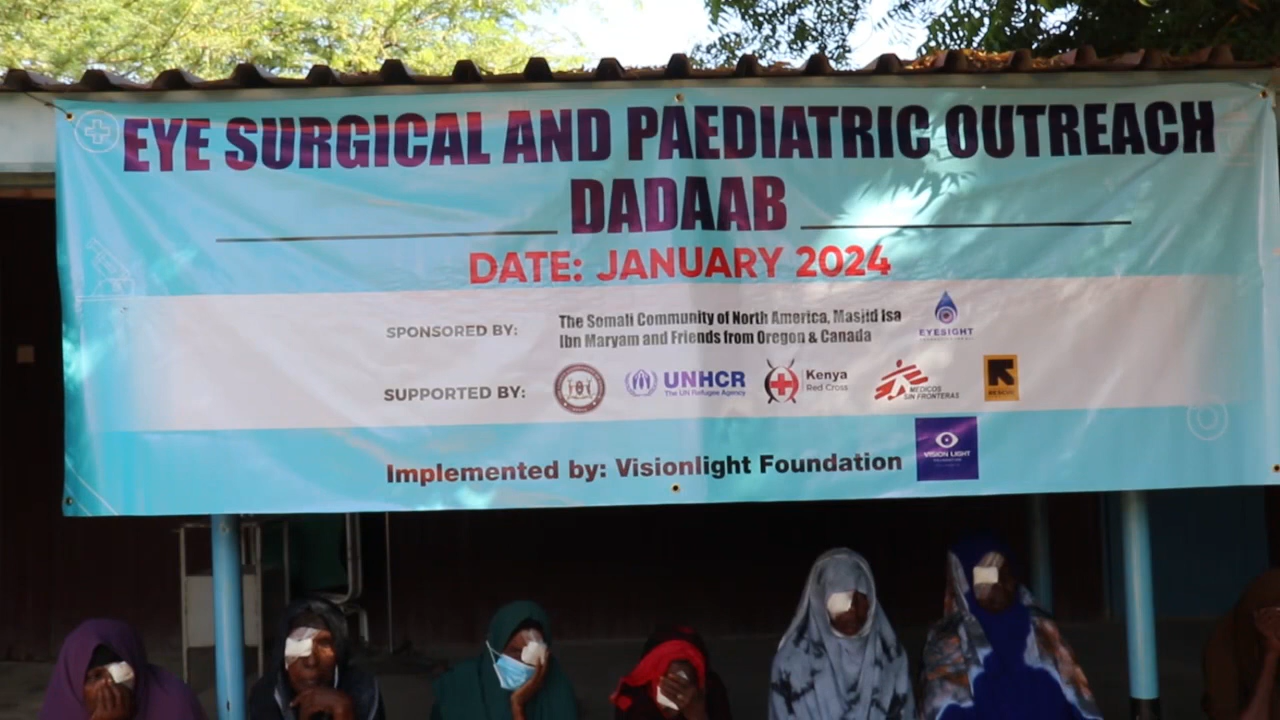 EYE SURGICAL AND PAEDIATRIC OUTREACH
DADAAB
DATE: JANUARY 2024
SPONSORED BY:
The Somali Community of North America, Masjid Isa
Ibn Maryam and Friends from Oregon & Canada
EYESIGHT
SUPPORTED BY:
UNHCR
The UN Refugee Agency
Kenya
Red Cross
MEDICOS
SIN FRONTERAS
Implemented by: Visionlight Foundation
VISION LIGHT
FOUNDATION